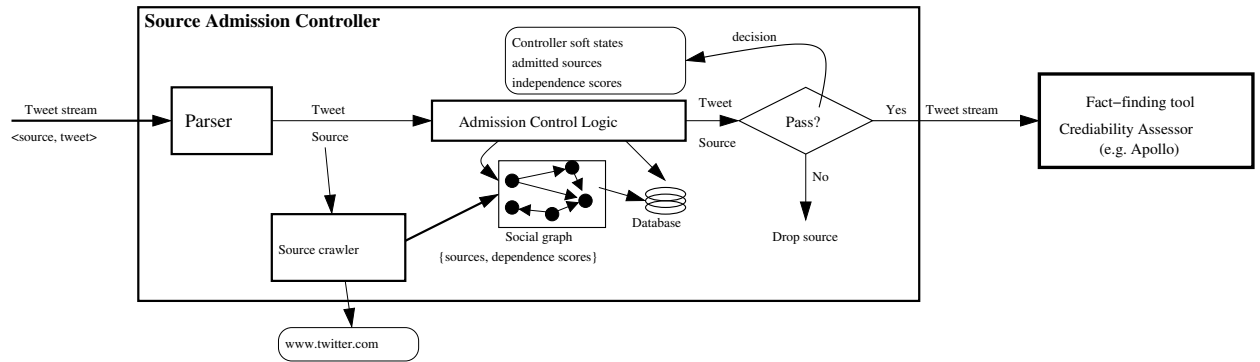 Source Admission Controller
Controller soft states
admitted sources
independence scores
decision
Tweet stream
<source, tweet>
Parser
Tweet
Source
Admission Control Logic
Tweet
Source
Pass?
Yes
Tweet stream
Fact-finding tool
Crediability Assessor
(e.g. Apollo)
No
Drop source
Source crawler
Social graph
{sources, dependence scores}
Database
www.twitter.com